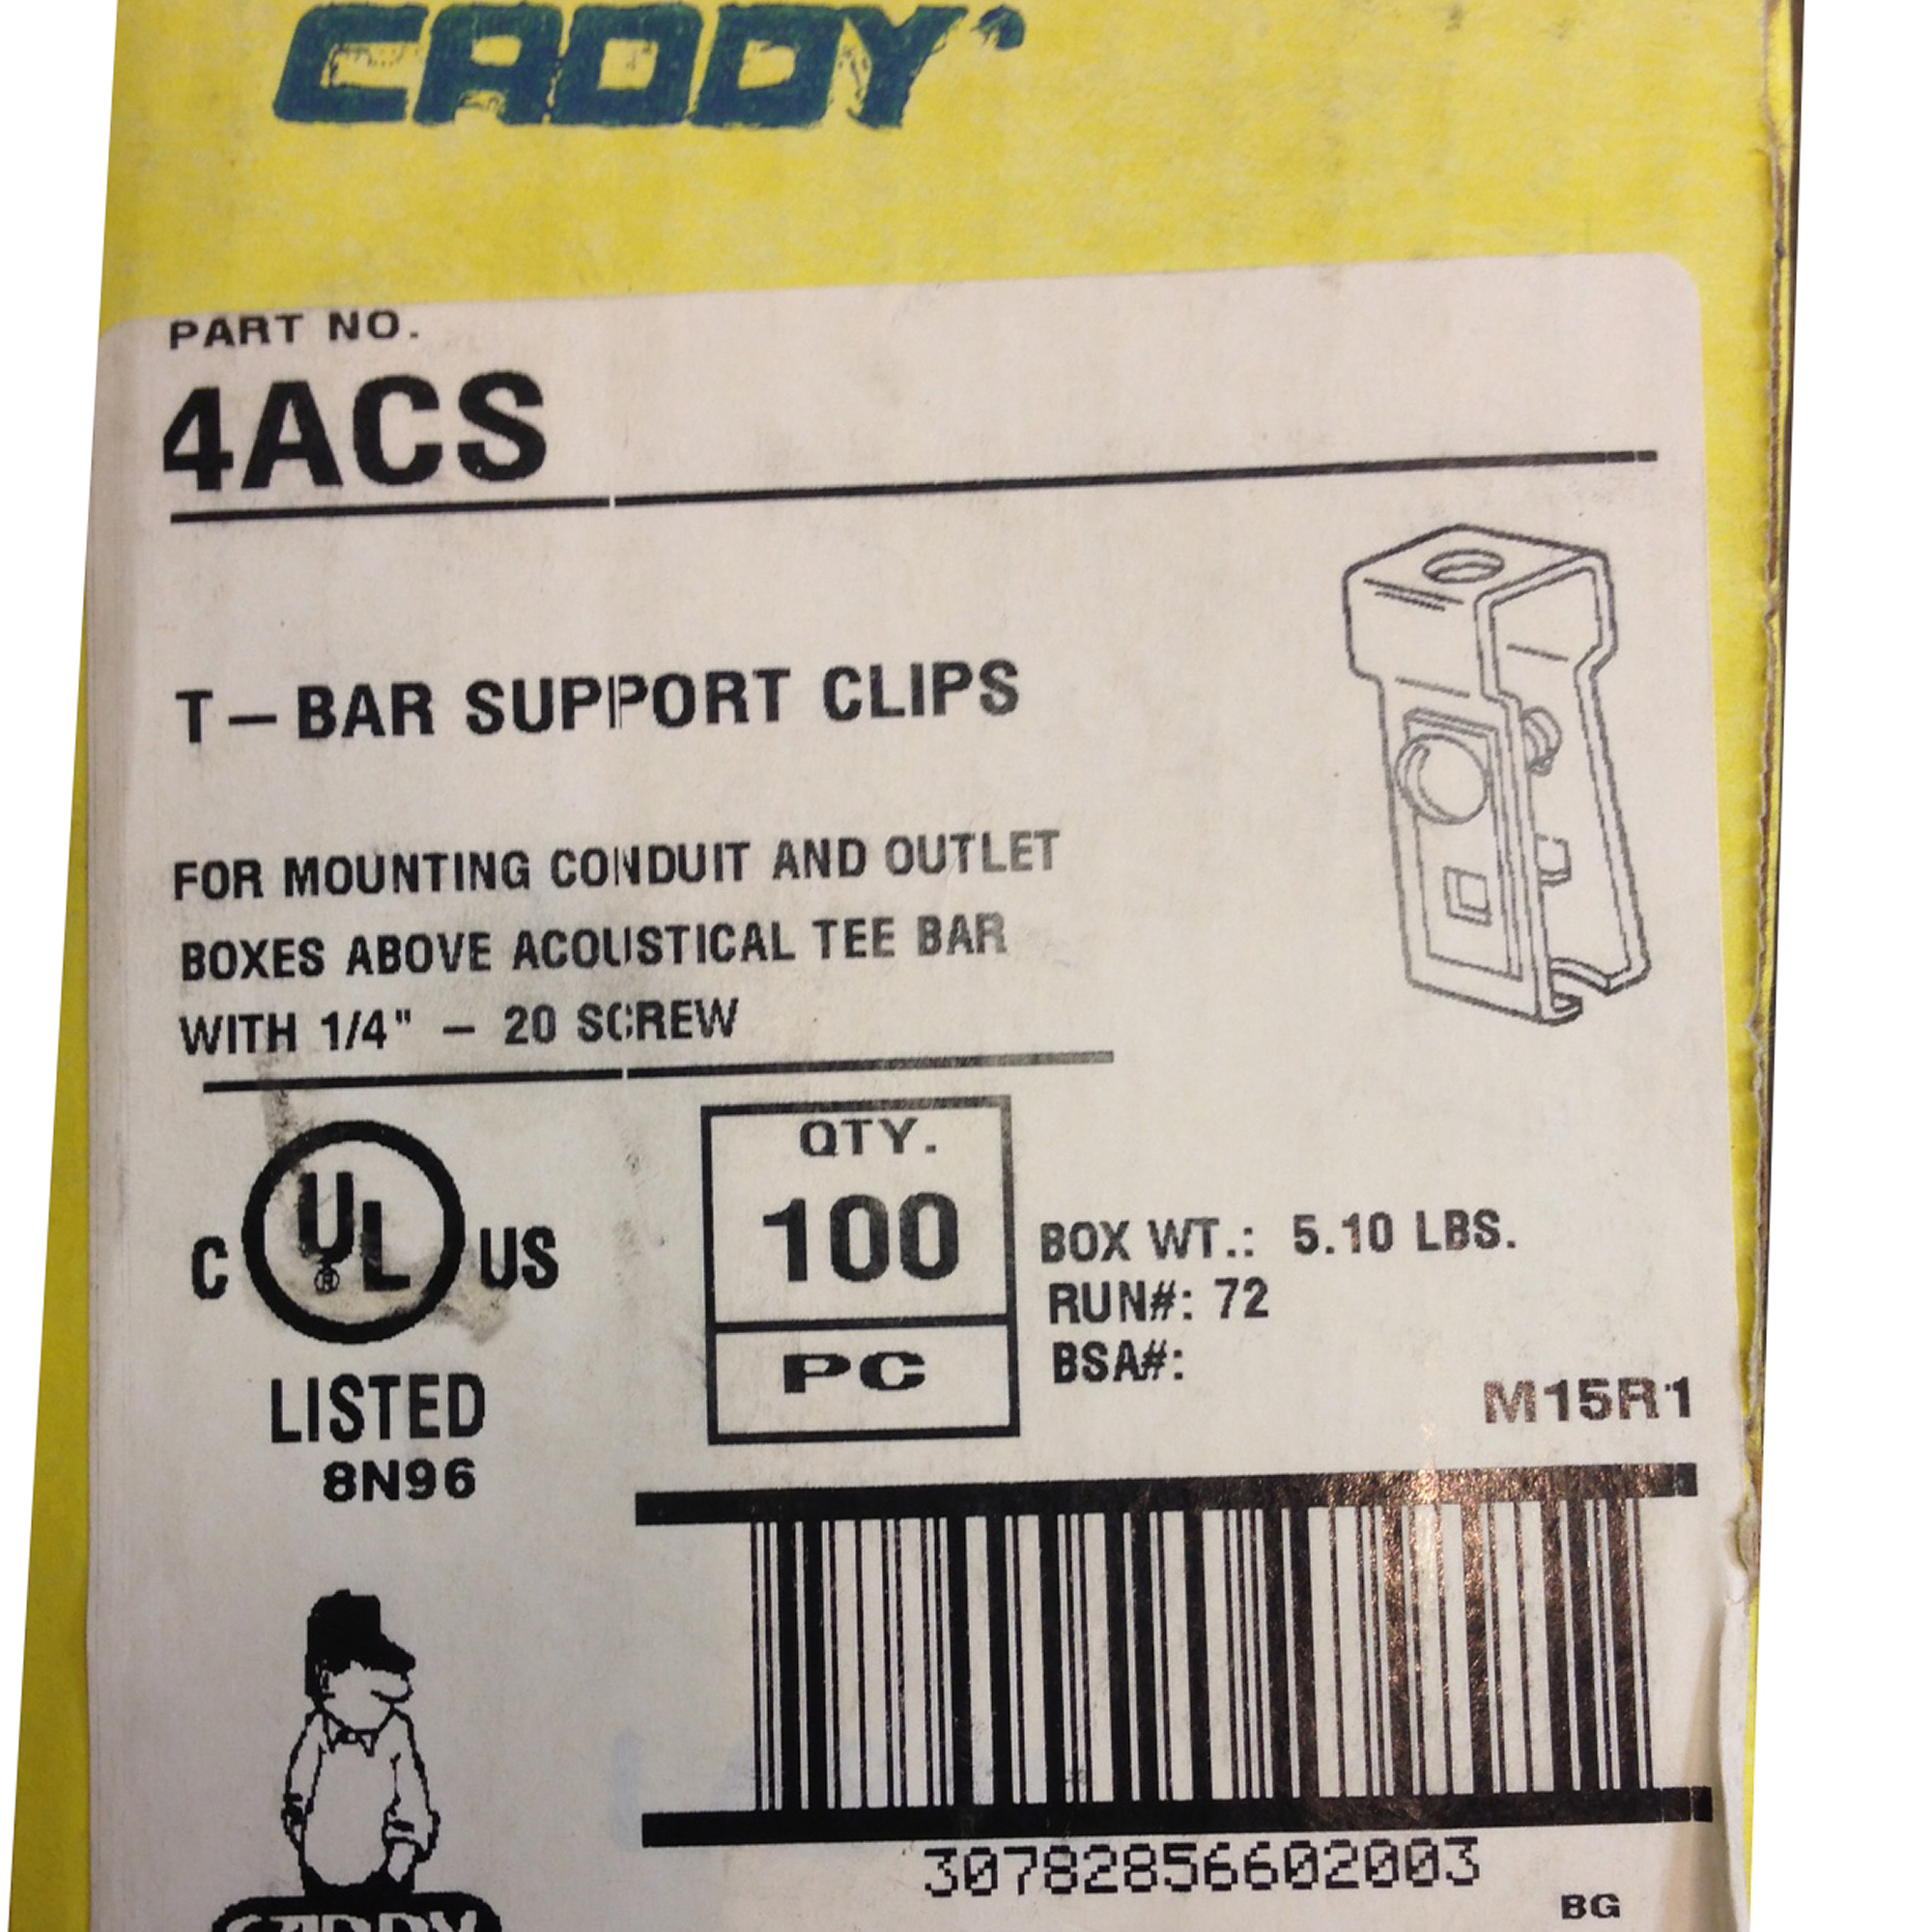 CADDY
PART NO.
4ACS
T-BAR SUPPORT CLIPS
FOR MOUNTING CONDUIT AND OUTLET
BOXES ABOVE ACOUSTICAL TEE BAR
WITH 1/4" - 20 SCREW
C UL® US
LISTED
8N96
QTY.
100
PC
BOX WT.: 5.10 LBS.
RUN#: 72
BSA#:
M15R1
30782856602003
BG
CADDY